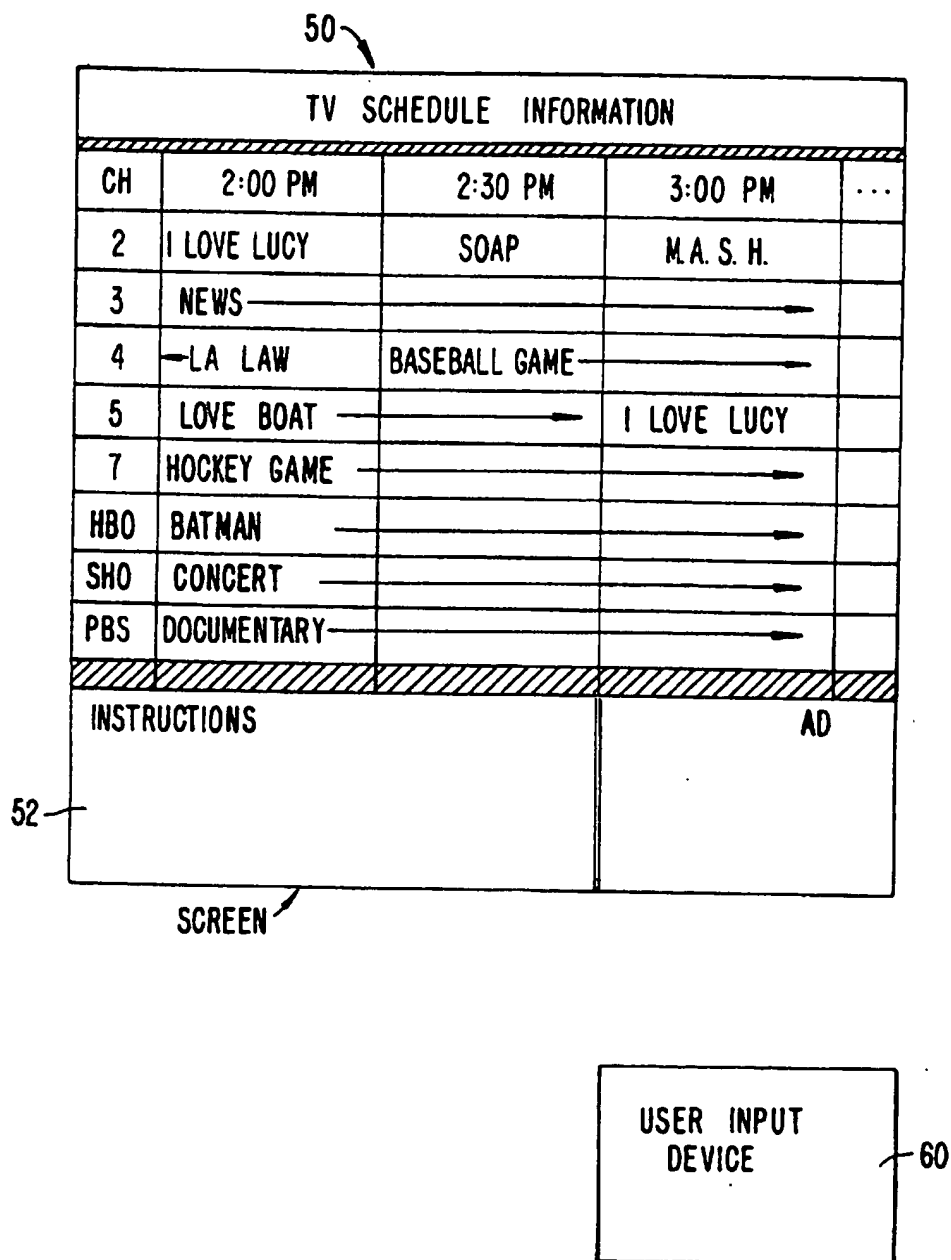 50
TV SCHEDULE INFORMATION
CH 2:00 PM 2:30 PM 3:00 PM ...
2 I LOVE LUCY SOAP M.A.S.H.
3 NEWS
4 LA LAW BASEBALL GAME
5 LOVE BOAT I LOVE LUCY
7 HOCKEY GAME
HBO BATMAN
SHO CONCERT
PBS DOCUMENTARY
INSTRUCTIONS AD
52
SCREEN
USER INPUT
DEVICE
60